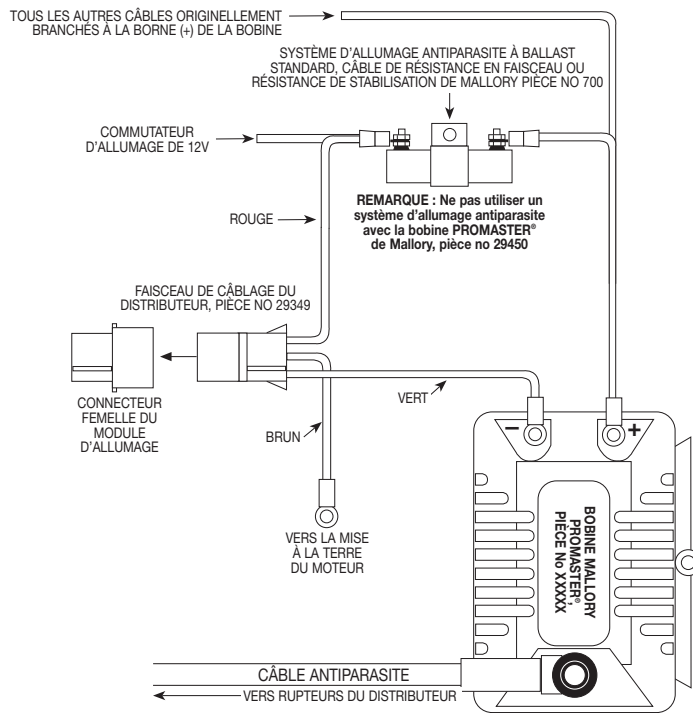 TOUS LES AUTRES CÂBLES ORIGINELLEMENT
BRANCHÉS À LA BORNE (+) DE LA BOBINE
SYSTÈME D'ALLUMAGE ANTIPARASITE À BALLAST
STANDARD, CÂBLE DE RÉSISTANCE EN FAISCEAU OU
RÉSISTANCE DE STABILISATION DE MALLORY PIÈCE NO 700
COMMUTATEUR
D'ALLUMAGE DE 12V
REMARQUE : Ne pas utiliser un
système d'allumage antiparasite
avec la bobine PROMASTER®
de Mallory, pièce no 29450
ROUGE
FAISCEAU DE CÂBLAGE DU
DISTRIBUTEUR, PIÈCE NO 29349
CONNECTEUR
FEMELLE DU
MODULE
D'ALLUMAGE
VERT
BRUN
– +
VERS LA MISE
À LA TERRE
DU MOTEUR
BOBINE MALLORY
PROMASTER®,
PIÈCE No XXXXX
CÂBLE ANTIPARASITE
VERS RUPTEURS DU DISTRIBUTEUR